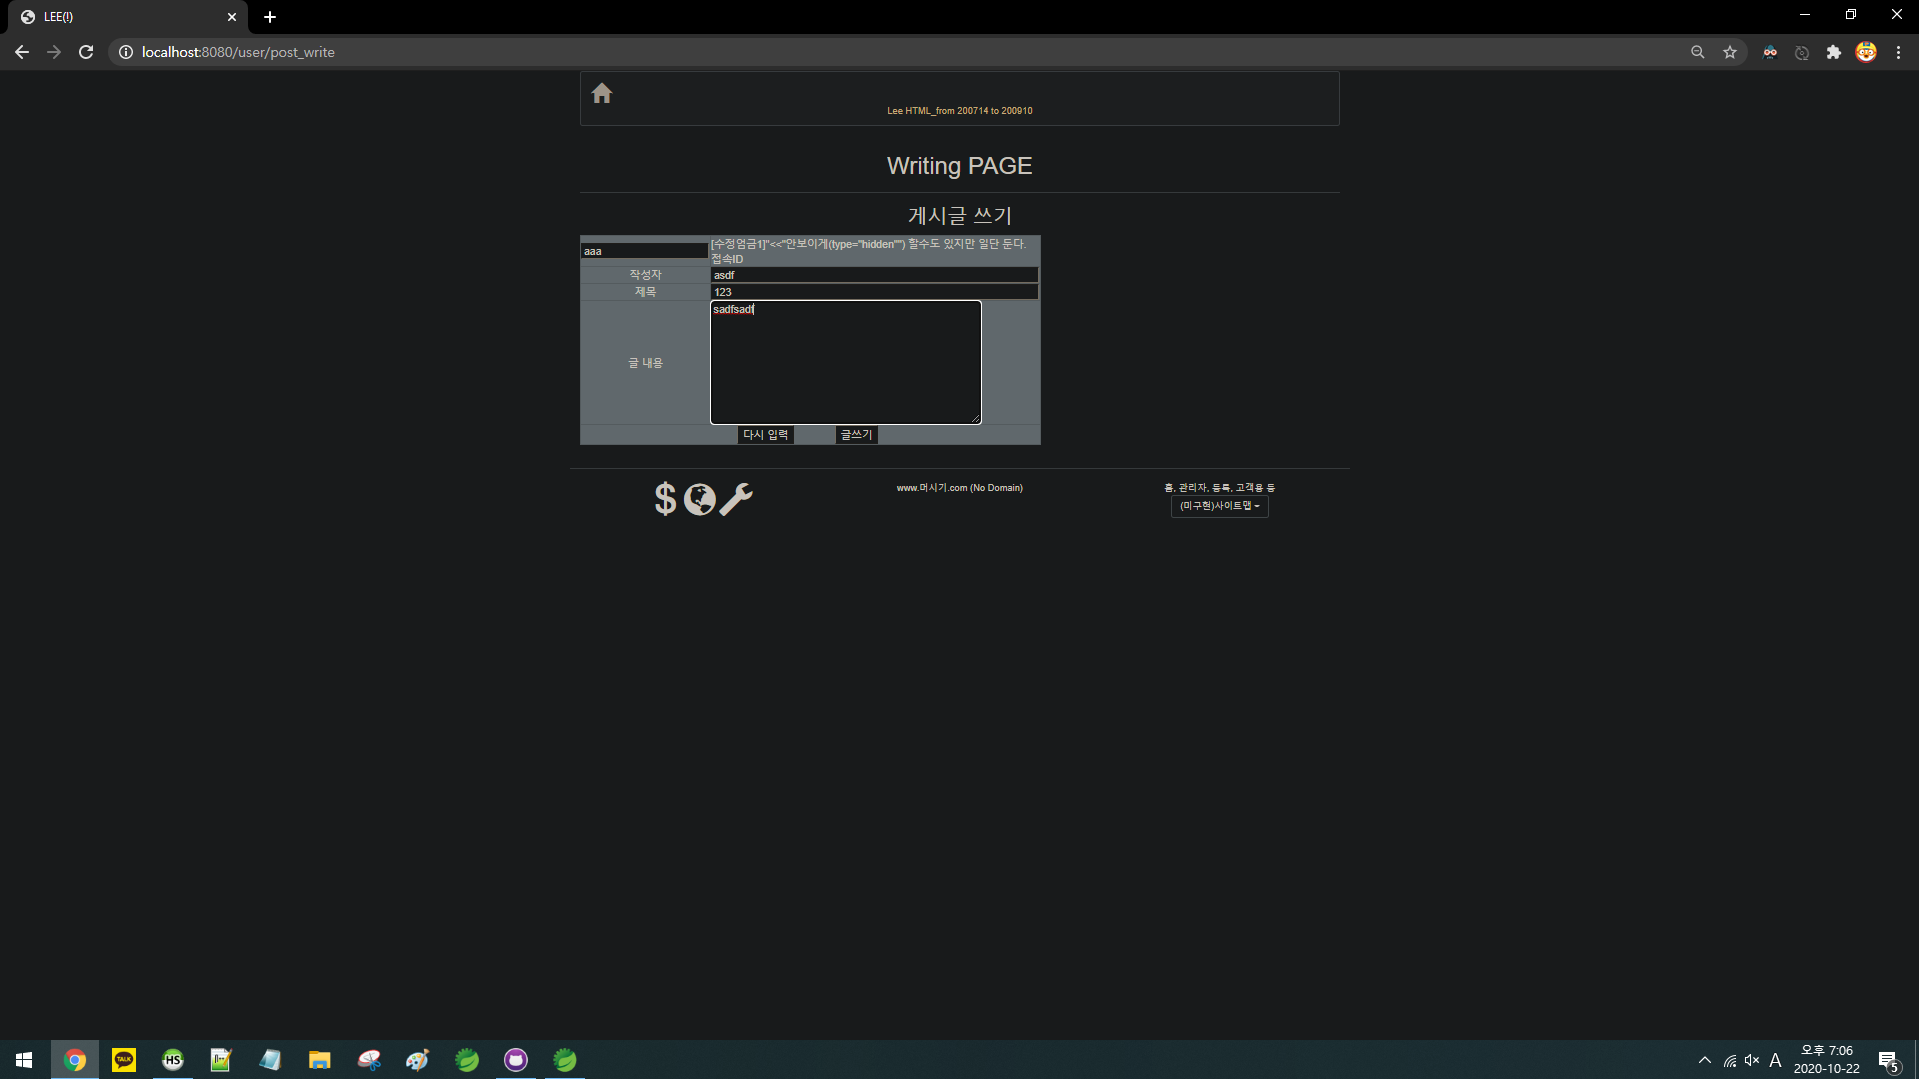 LEE(!)
localhost:8080/user/post_write
Lee HTML_from 200714 to 200910
Writing PAGE
게시글 쓰기
aaa
[수정엄금1]"<<"안보이게(type="hidden"") 할수도 있지만 일단 둔다.
접속ID
작성자 asdf
제목 123
글 내용 sadfsadf
다시 입력 글쓰기
$
www.머시기.com (No Domain)
홈, 관리자, 등록, 고객용 등
(미구현)사이트맵
TALK
HS
A
오후 7:06
2020-10-22
5